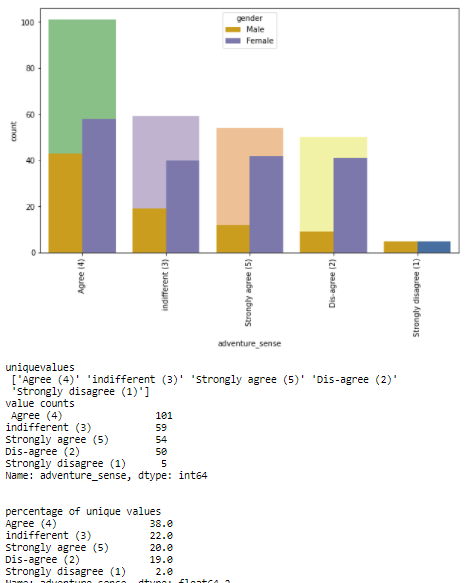 gender
Male
Female
100
80
60
40
20
0
count
Agree (4)
indifferent (3)
Strongly agree (5)
Dis-agree (2)
Strongly disagree (1)
adventure_sense
uniquevalues
['Agree (4)' 'indifferent (3)' 'Strongly agree (5)' 'Dis-agree (2)'
'Strongly disagree (1)']
value counts
Agree (4) 101
indifferent (3) 59
Strongly agree (5) 54
Dis-agree (2) 50
Strongly disagree (1) 5
Name: adventure_sense, dtype: int64
percentage of unique values
Agree (4) 38.0
indifferent (3) 22.0
Strongly agree (5) 20.0
Dis-agree (2) 19.0
Strongly disagree (1) 2.0
Name: adventure_sense, dtype: float64